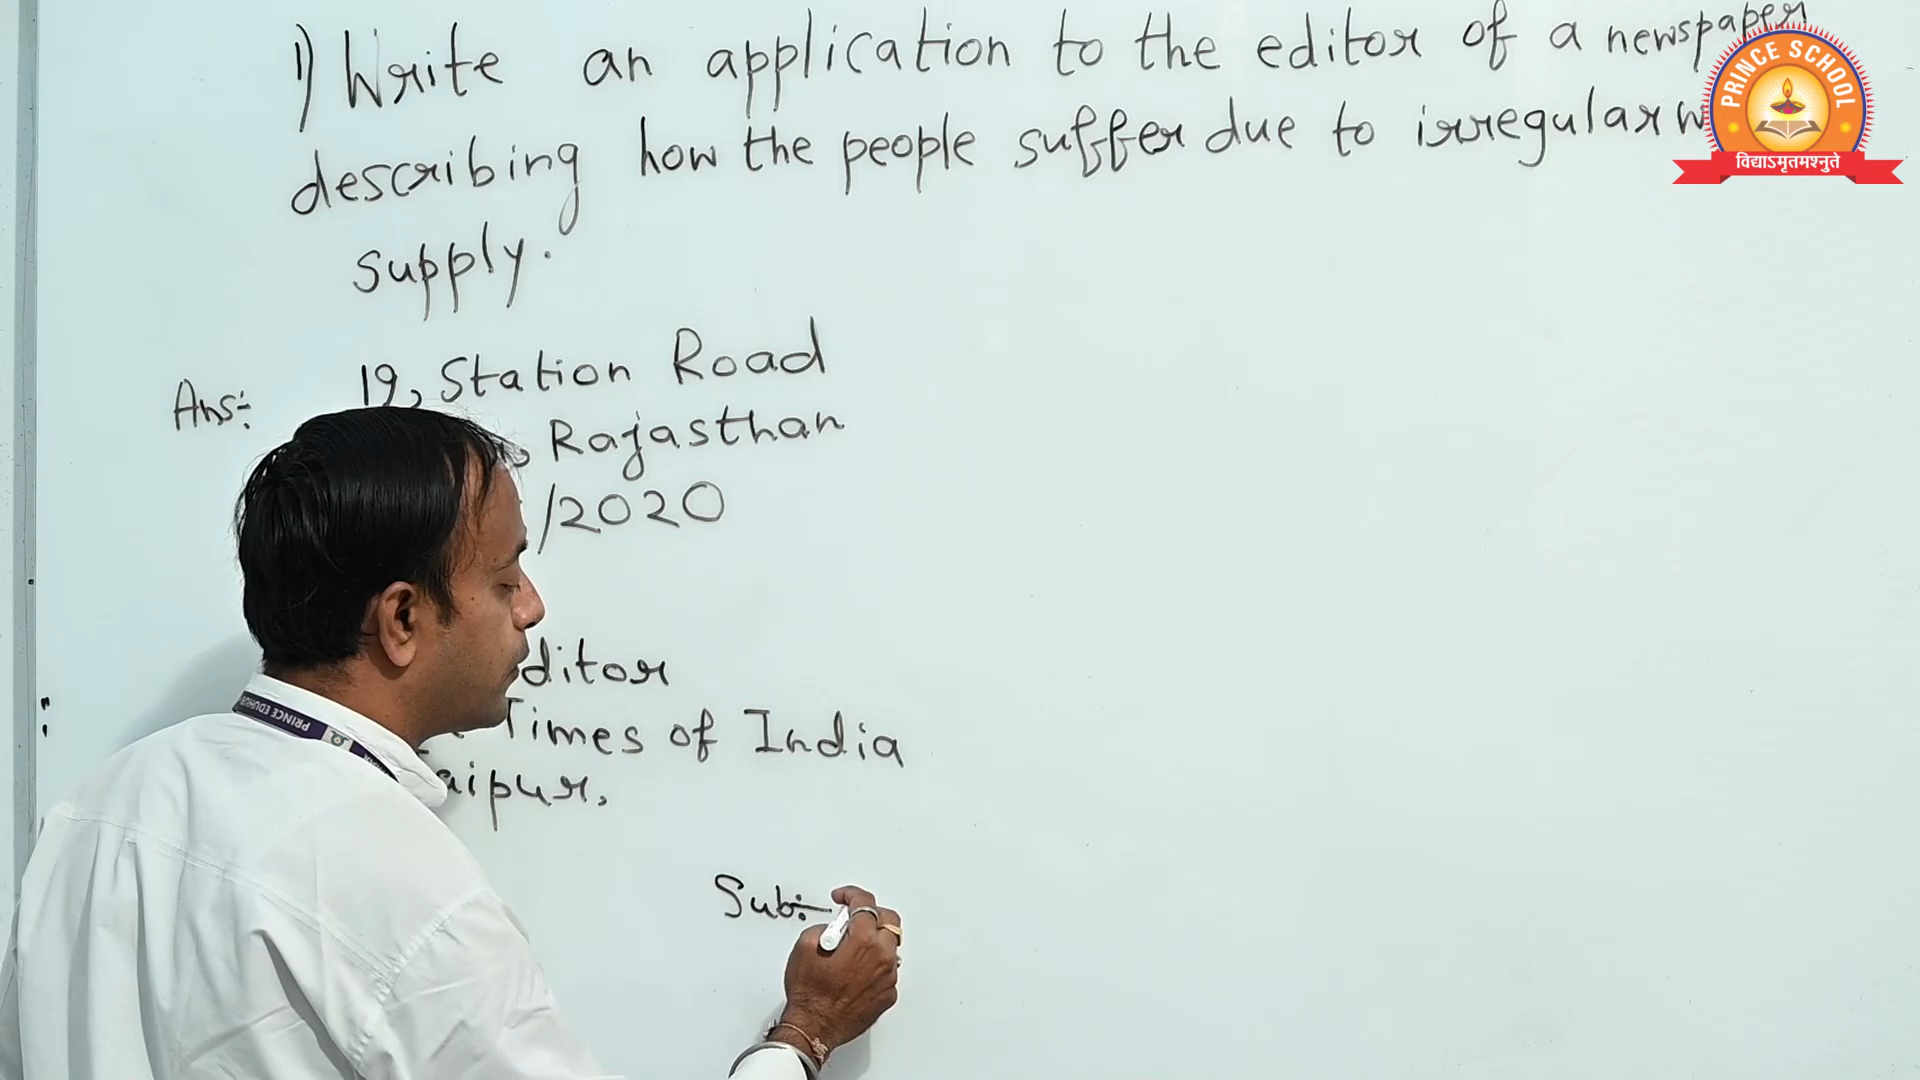 1) Write an application to the editor of a newspaper
describing how the people suffer due to irregular
supply.
Ans:- 19, Station Road
Rajasthan
/2020
ditor
Times of India
aipur,
Sub:-
PRINCE SCHOOL
विद्याऽमृतमश्नुते
PRINCE EDUHUB